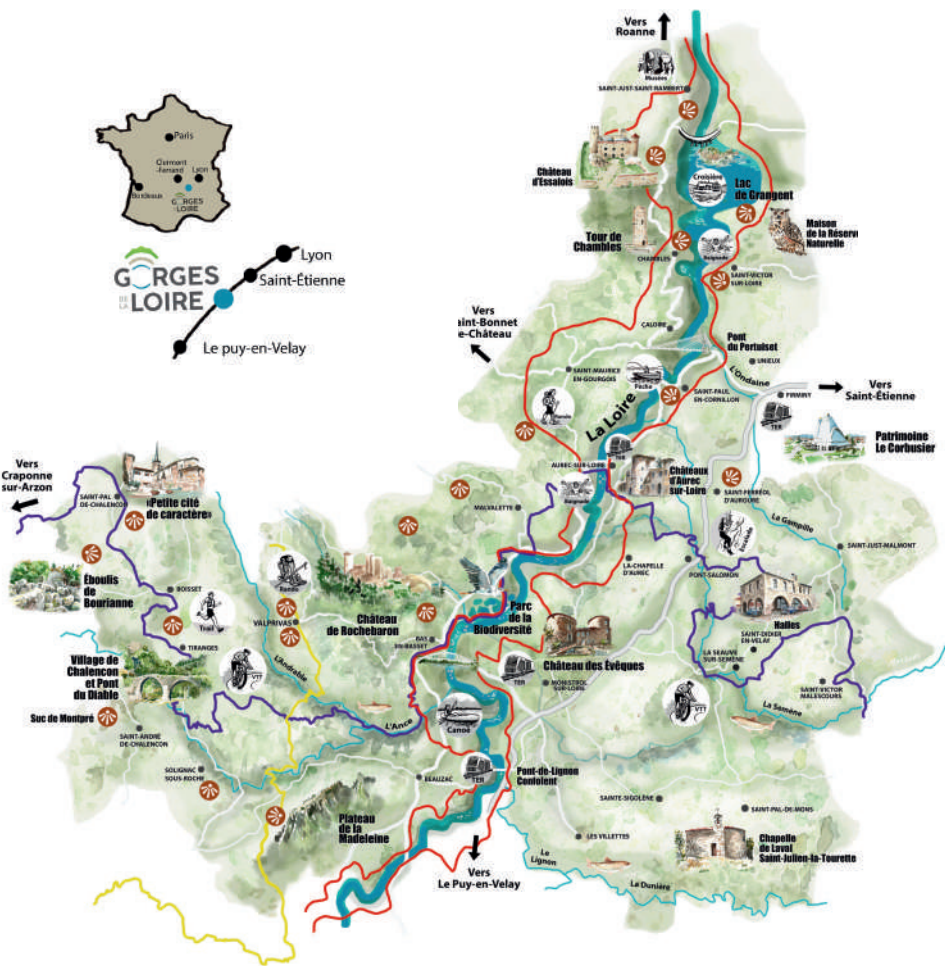 Vers
Roanne
Musées
SAINT-JUST-SAINT-RAMBERT
Paris
Clermont
-Ferrand
Lyon
Bordeaux
GORGES
LOIRE
Château
d'Essalois
Croisière
Lac
de Grangent
Tour de
Chambles
CHAMBLES
Baignade
Maison
de la Réserve
Naturelle
SAINT-VICTOR
SUR-LOIRE
Lyon
Saint-Étienne
GORGES
DE LA
LOIRE
Le puy-en-Velay
Vers
aint-Bonnet
e-Château
ÇALOIRE
Pont
du Pertuiset
UNIEUX
L'Ondaine
SAINT-MAURICE
EN-GOURGOIS
Pêche
SAINT-PAUL
EN-CORNILLON
FIRMINY
Vers
Saint-Étienne
Rando
La Loire
TER
TER
Patrimoine
Le Corbusier
AUREC-SUR-LOIRE
Châteaux
d'Aurec
sur-Loire
SAINT-FERRÉOL
D'AUROURE
Vers
Craponne
sur-Arzon
SAINT-PAL
DE-CHALENCON
«Petite cité
de caractère»
Baignade
MALVALETTE
La Gampille
Escalade
SAINT-JUST-MALMONT
LA-CHAPELLE
D'AUREC
PONT-SALOMON
Éboulis
de
Bourianne
BOISSET
Rando
Trail
VALPRIVAS
Château
de Rochebaron
Parc
de la
Biodiversité
Halles
SAINT-DIDIER
EN-VELAY
TIRANGES
BAS
Château des Évêques
LA SEAUVE
SUR-SEMÈNE
Village de
Chalencon
et Pont
du Diable
VTT
L'Andrable
TER
MONISTROL
SUR-LOIRE
SAINT-VICTOR
MALESCOURS
VTT
La Semène
Suc de Montpré
L'Ance
Canoé
SAINT-ANDRÉ
DE-CHALENCON
SOLIGNAC
SOUS-ROCHE
BEAUZAC
TER
Pont-de-Lignon
Confolent
SAINTE-SIGOLÈNE
SAINT-PAL-DE-MONS
Plateau
de la
Madeleine
LES VILLETTES
Vers
Le Puy-en-Velay
Le
Lignon
La Dunière
Chapelle
de Laval
Saint-Julien-la-Tourette